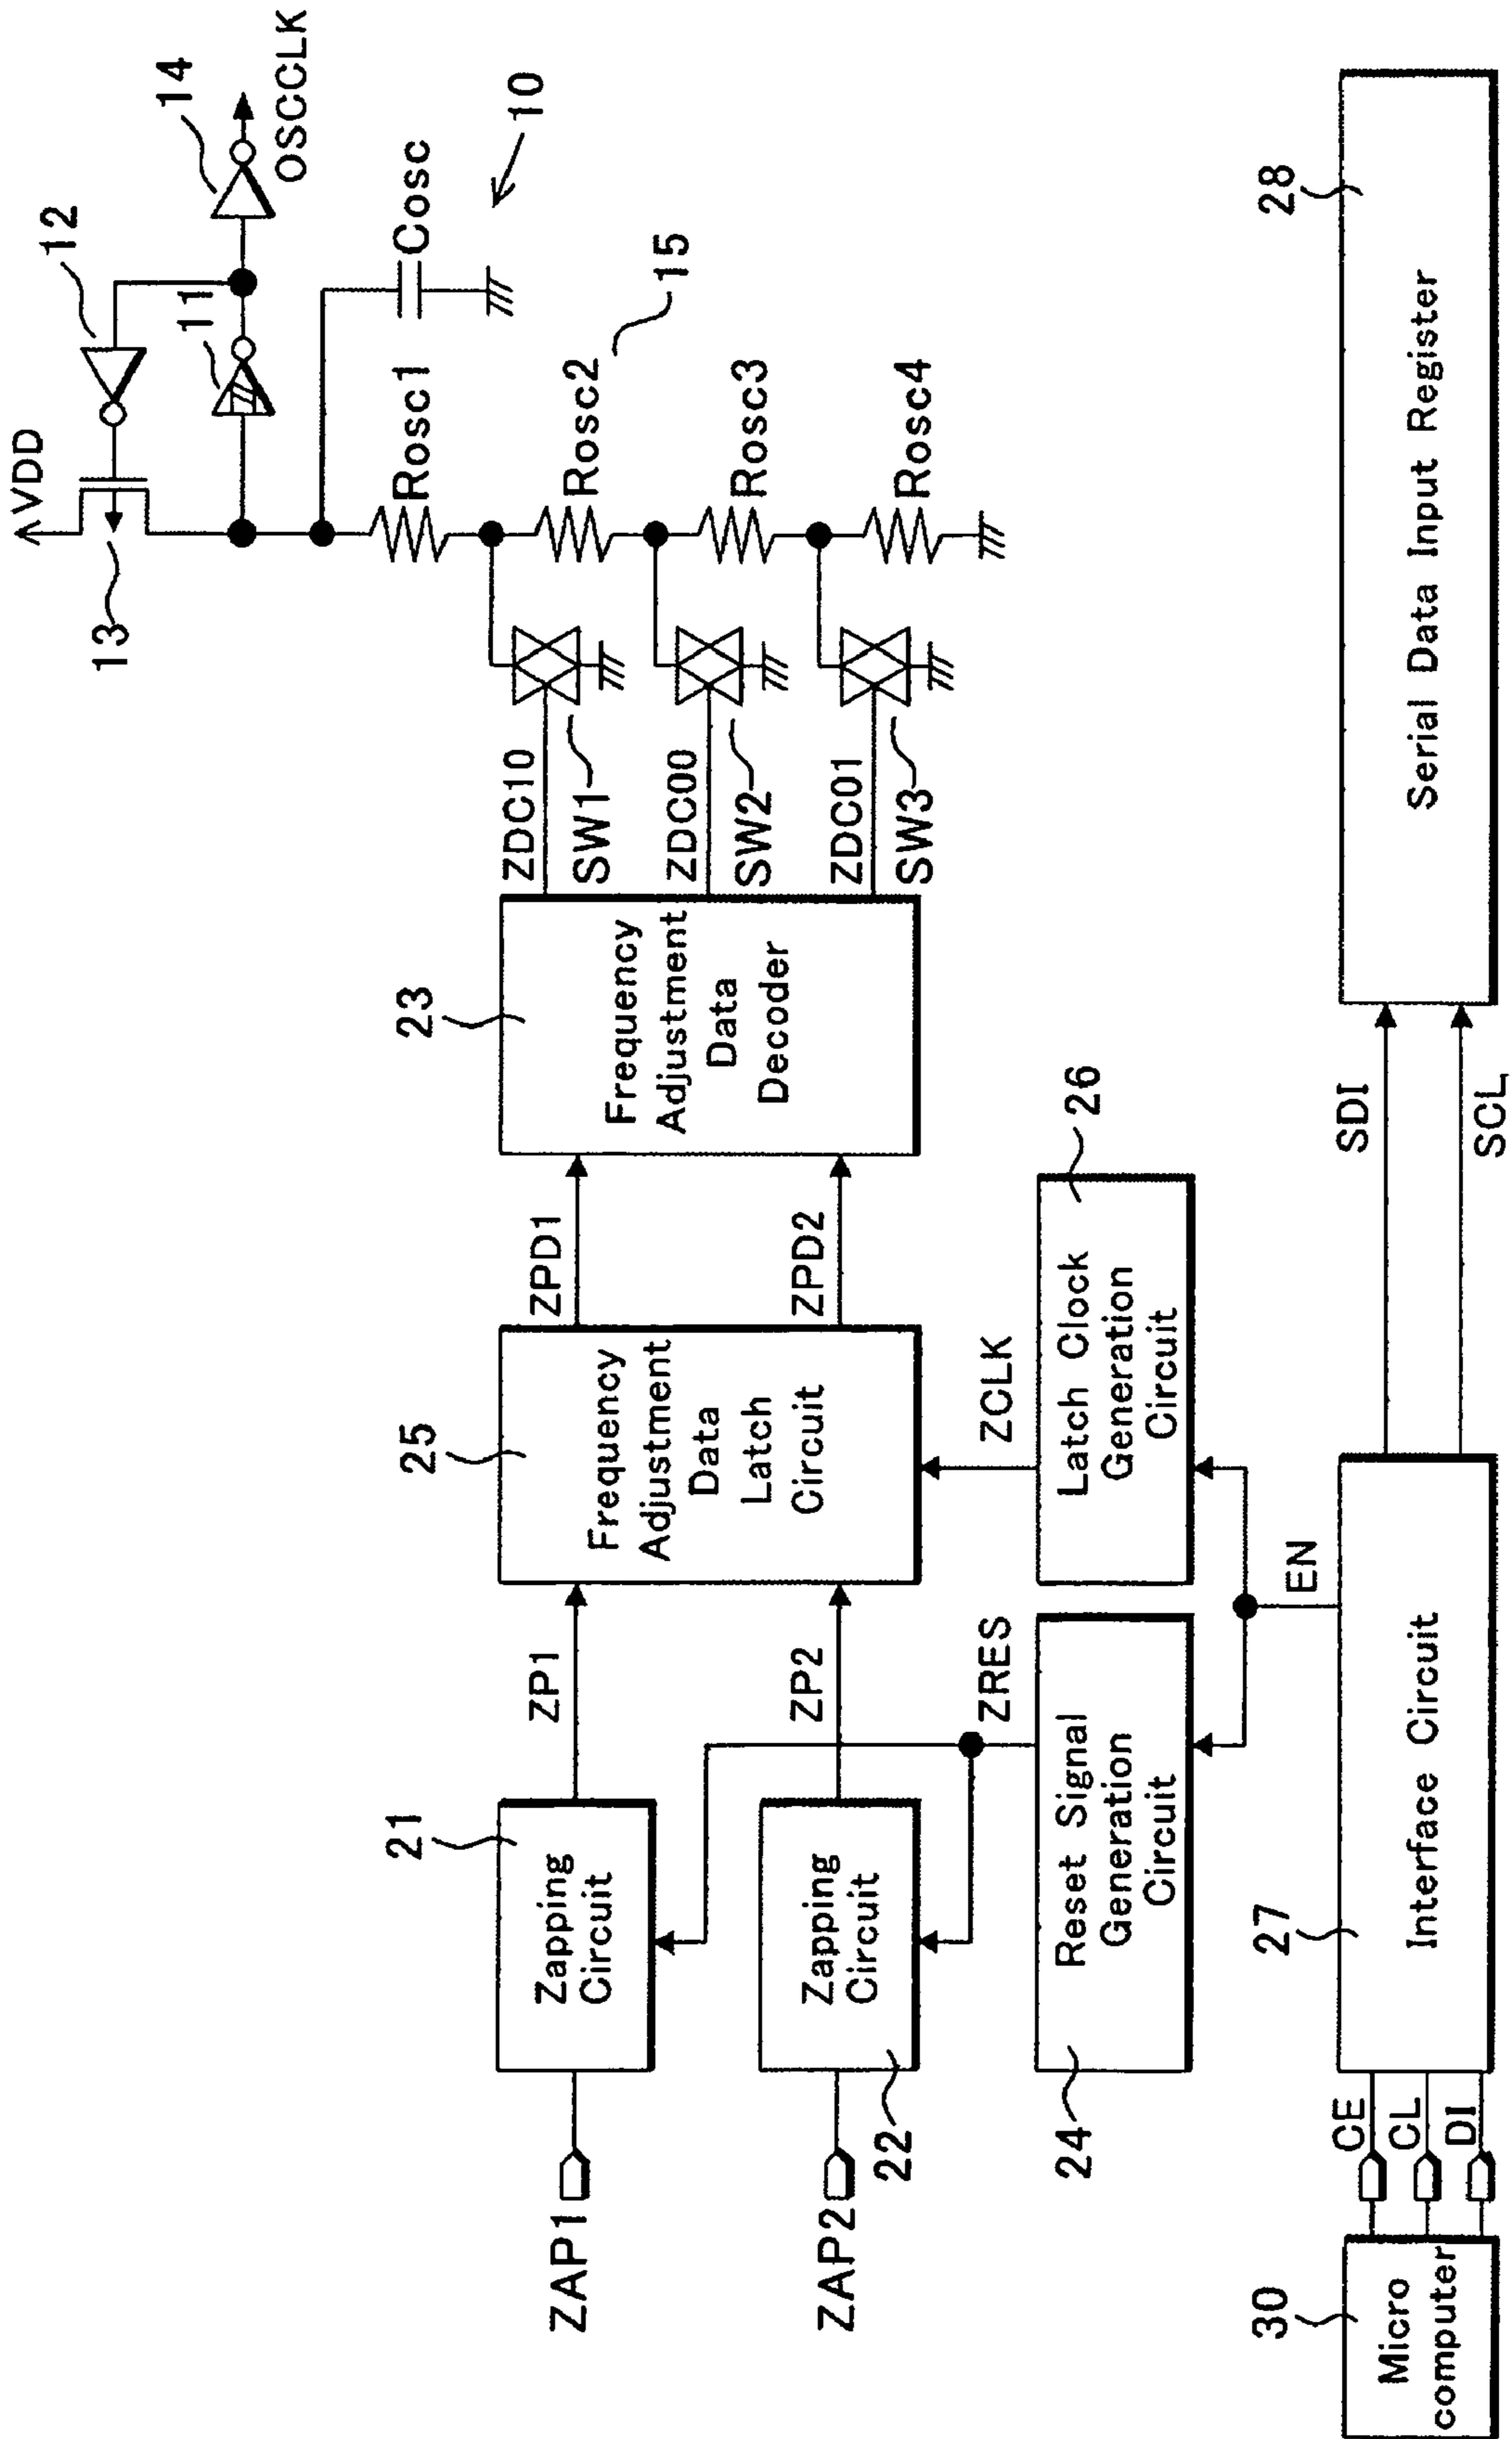 VDD
12
14
11
OSCCLK
13
Cosc
10
Rosc1
Rosc2
15
Rosc3
Rosc4
ZDC10
SW1
ZDC00
SW2
ZDC01
SW3
23
Frequency
Adjustment
Data
Decoder
ZPD1
ZPD2
25
Frequency
Adjustment
Data
Latch
Circuit
ZP1
ZP2
21
Zapping
Circuit
ZAP1
Zapping
Circuit
22
ZAP2
ZRES
ZCLK
24
Reset Signal
Generation
Circuit
26
Latch Clock
Generation
Circuit
EN
30
Micro
computer
CE
CL
DI
27
Interface Circuit
SDI
SCL
28
Serial Data Input Register